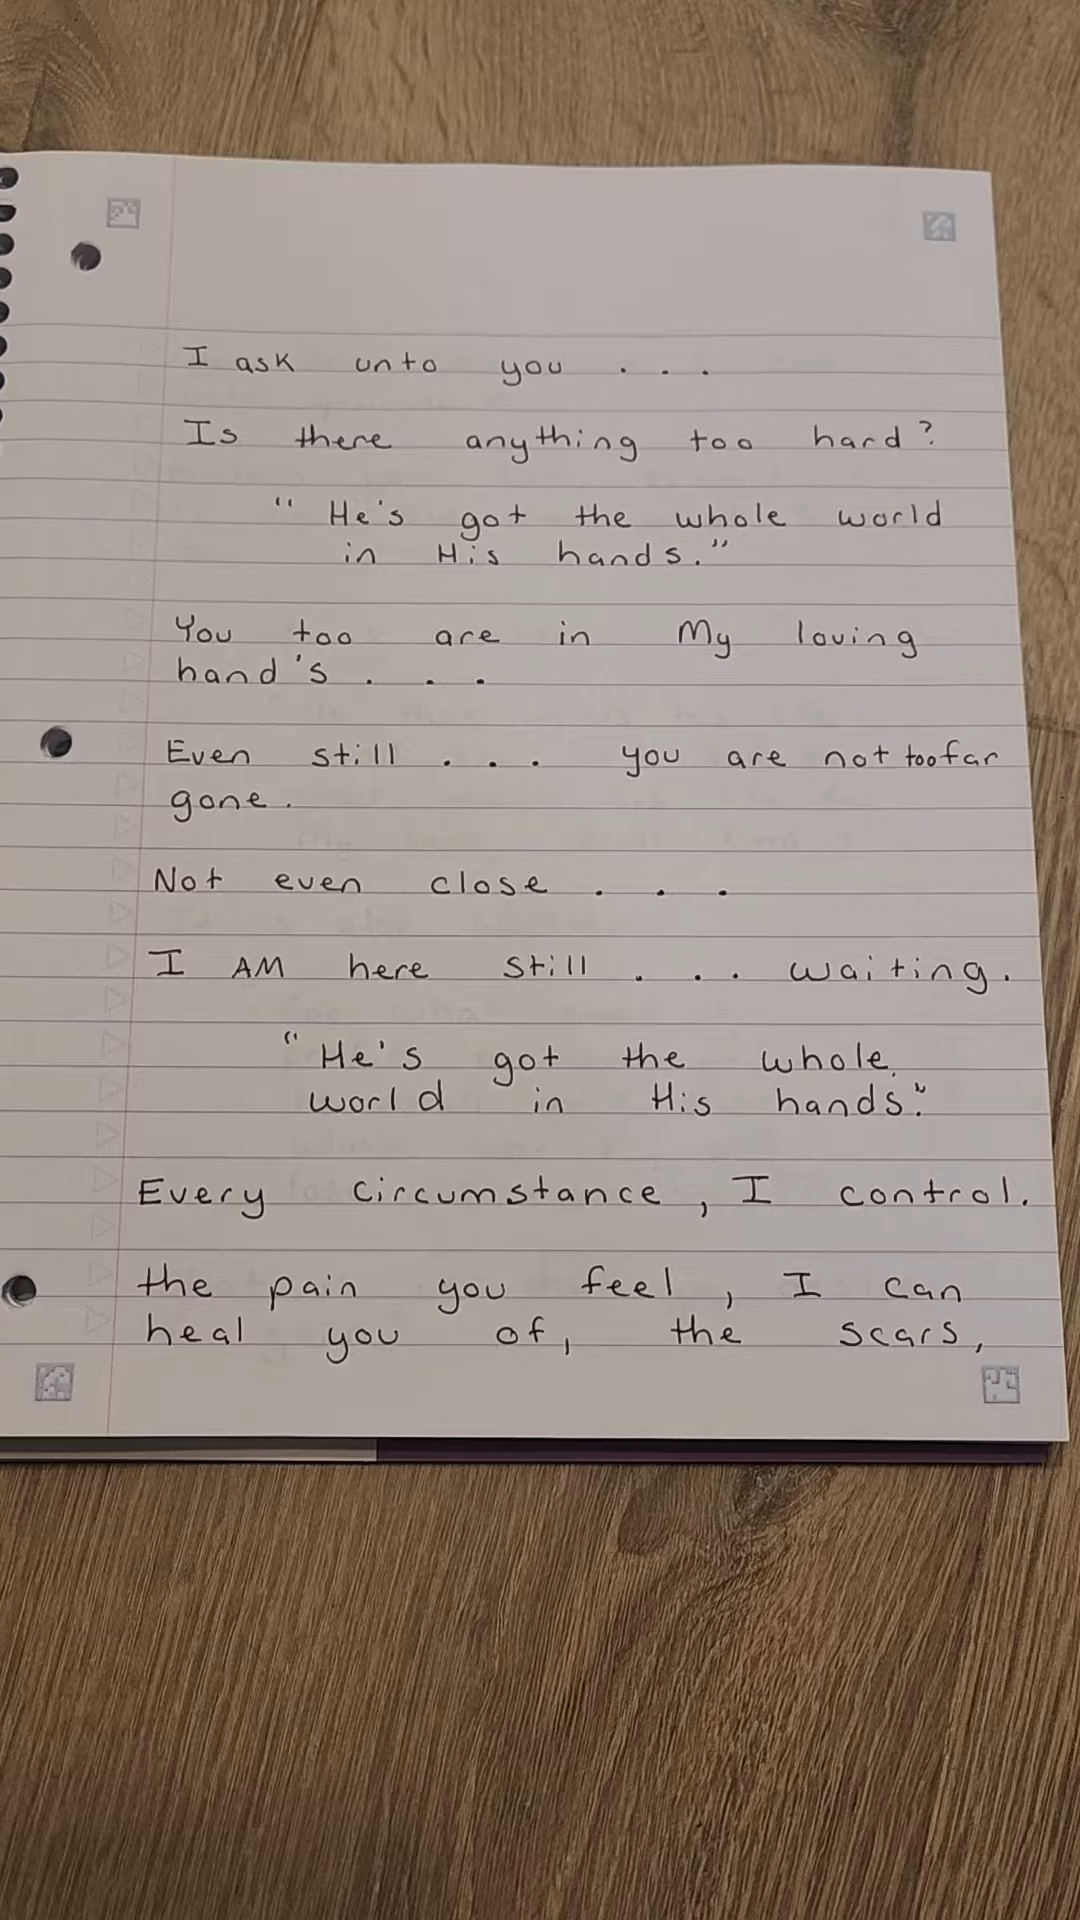 I ask unto you . . .
Is there anything too hard?
" He's got the whole world
in His hands."
You too are in My loving
hand's . . .
Even still . . . you are not too far
gone.
Not even close . . .
I AM here still . . . waiting.
"He's got the whole
world in His hands."
Every circumstance, I control.
the pain you feel, I can
heal you of, the scars,